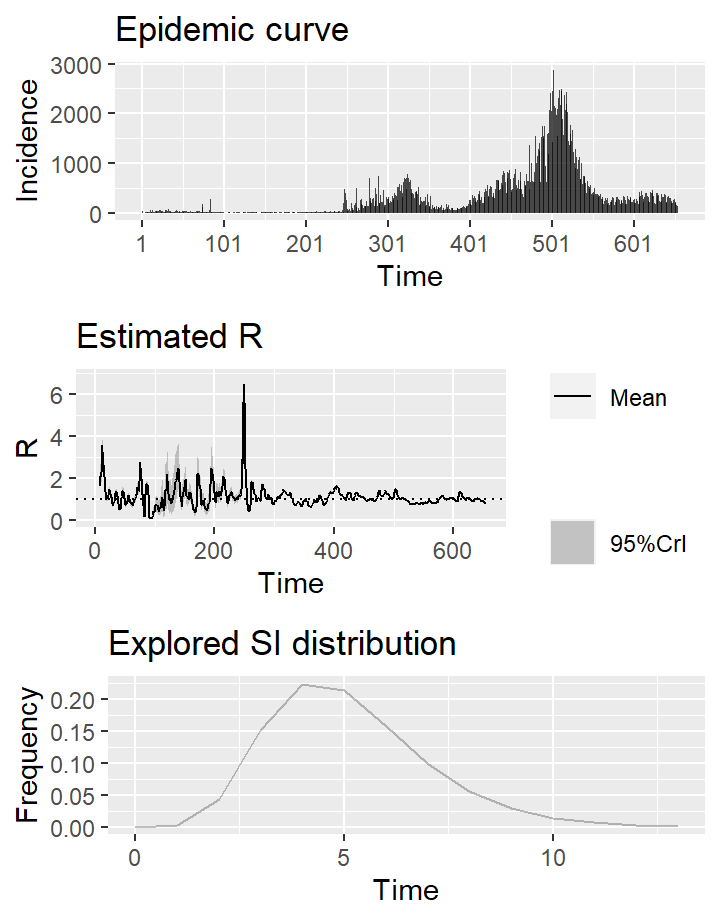 Epidemic curve
3000
2000
1000
0
Incidence
1 101 201 301 401 501 601
Time
Estimated R
6
4
2
0
R
0 200 400 600
Time
Mean
95%CrI
Explored SI distribution
0.20
0.15
0.10
0.05
0.00
Frequency
0 5 10
Time